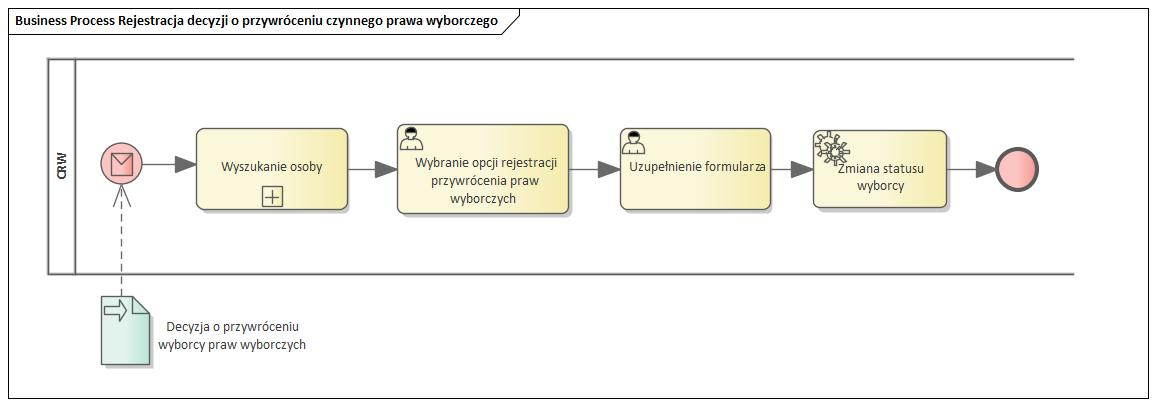 Business Process Rejestracja decyzji o przywróceniu czynnego prawa wyborczego
CRW
Wyszukanie osoby
Wybranie opcji rejestracji
przywrócenia praw
wyborczych
Uzupełnienie formularza
Zmiana statusu
wyborcy
Decyzja o przywróceniu
wyborcy praw wyborczych